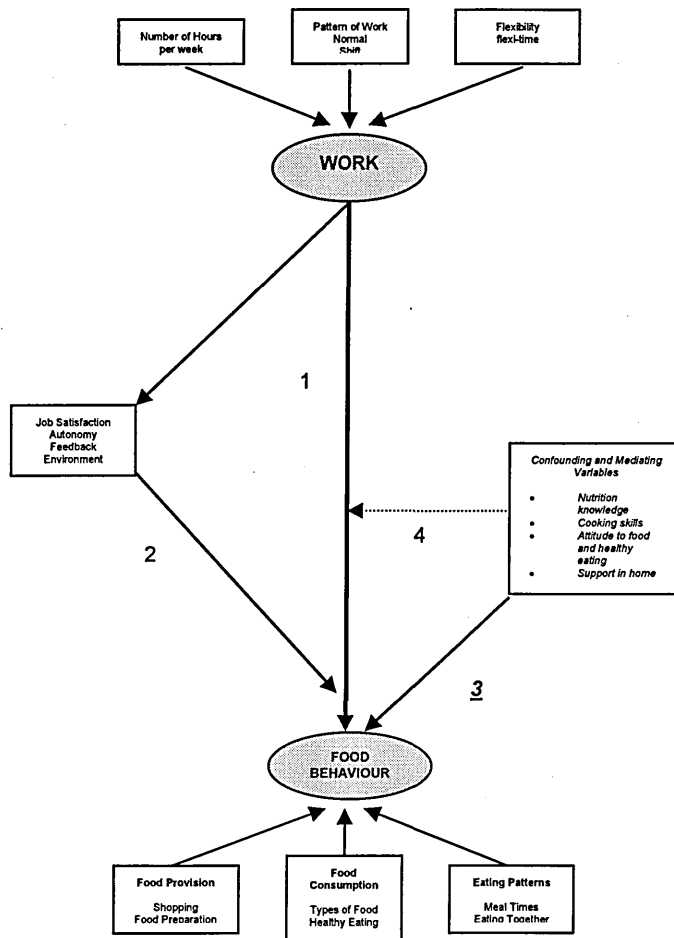 Number of Hours
per week
Pattern of Work
Normal
Shift
Flexibility
flexi-time
WORK
1
Job Satisfaction
Autonomy
Feedback
Environment
Confounding and Mediating
Variables
• Nutrition
knowledge
• Cooking skills
• Attitude to food
and healthy
eating
• Support in home
4
2
3
FOOD
BEHAVIOUR
Food Provision
Shopping
Food Preparation
Food
Consumption
Types of Food
Healthy Eating
Eating Patterns
Meal Times
Eating Together